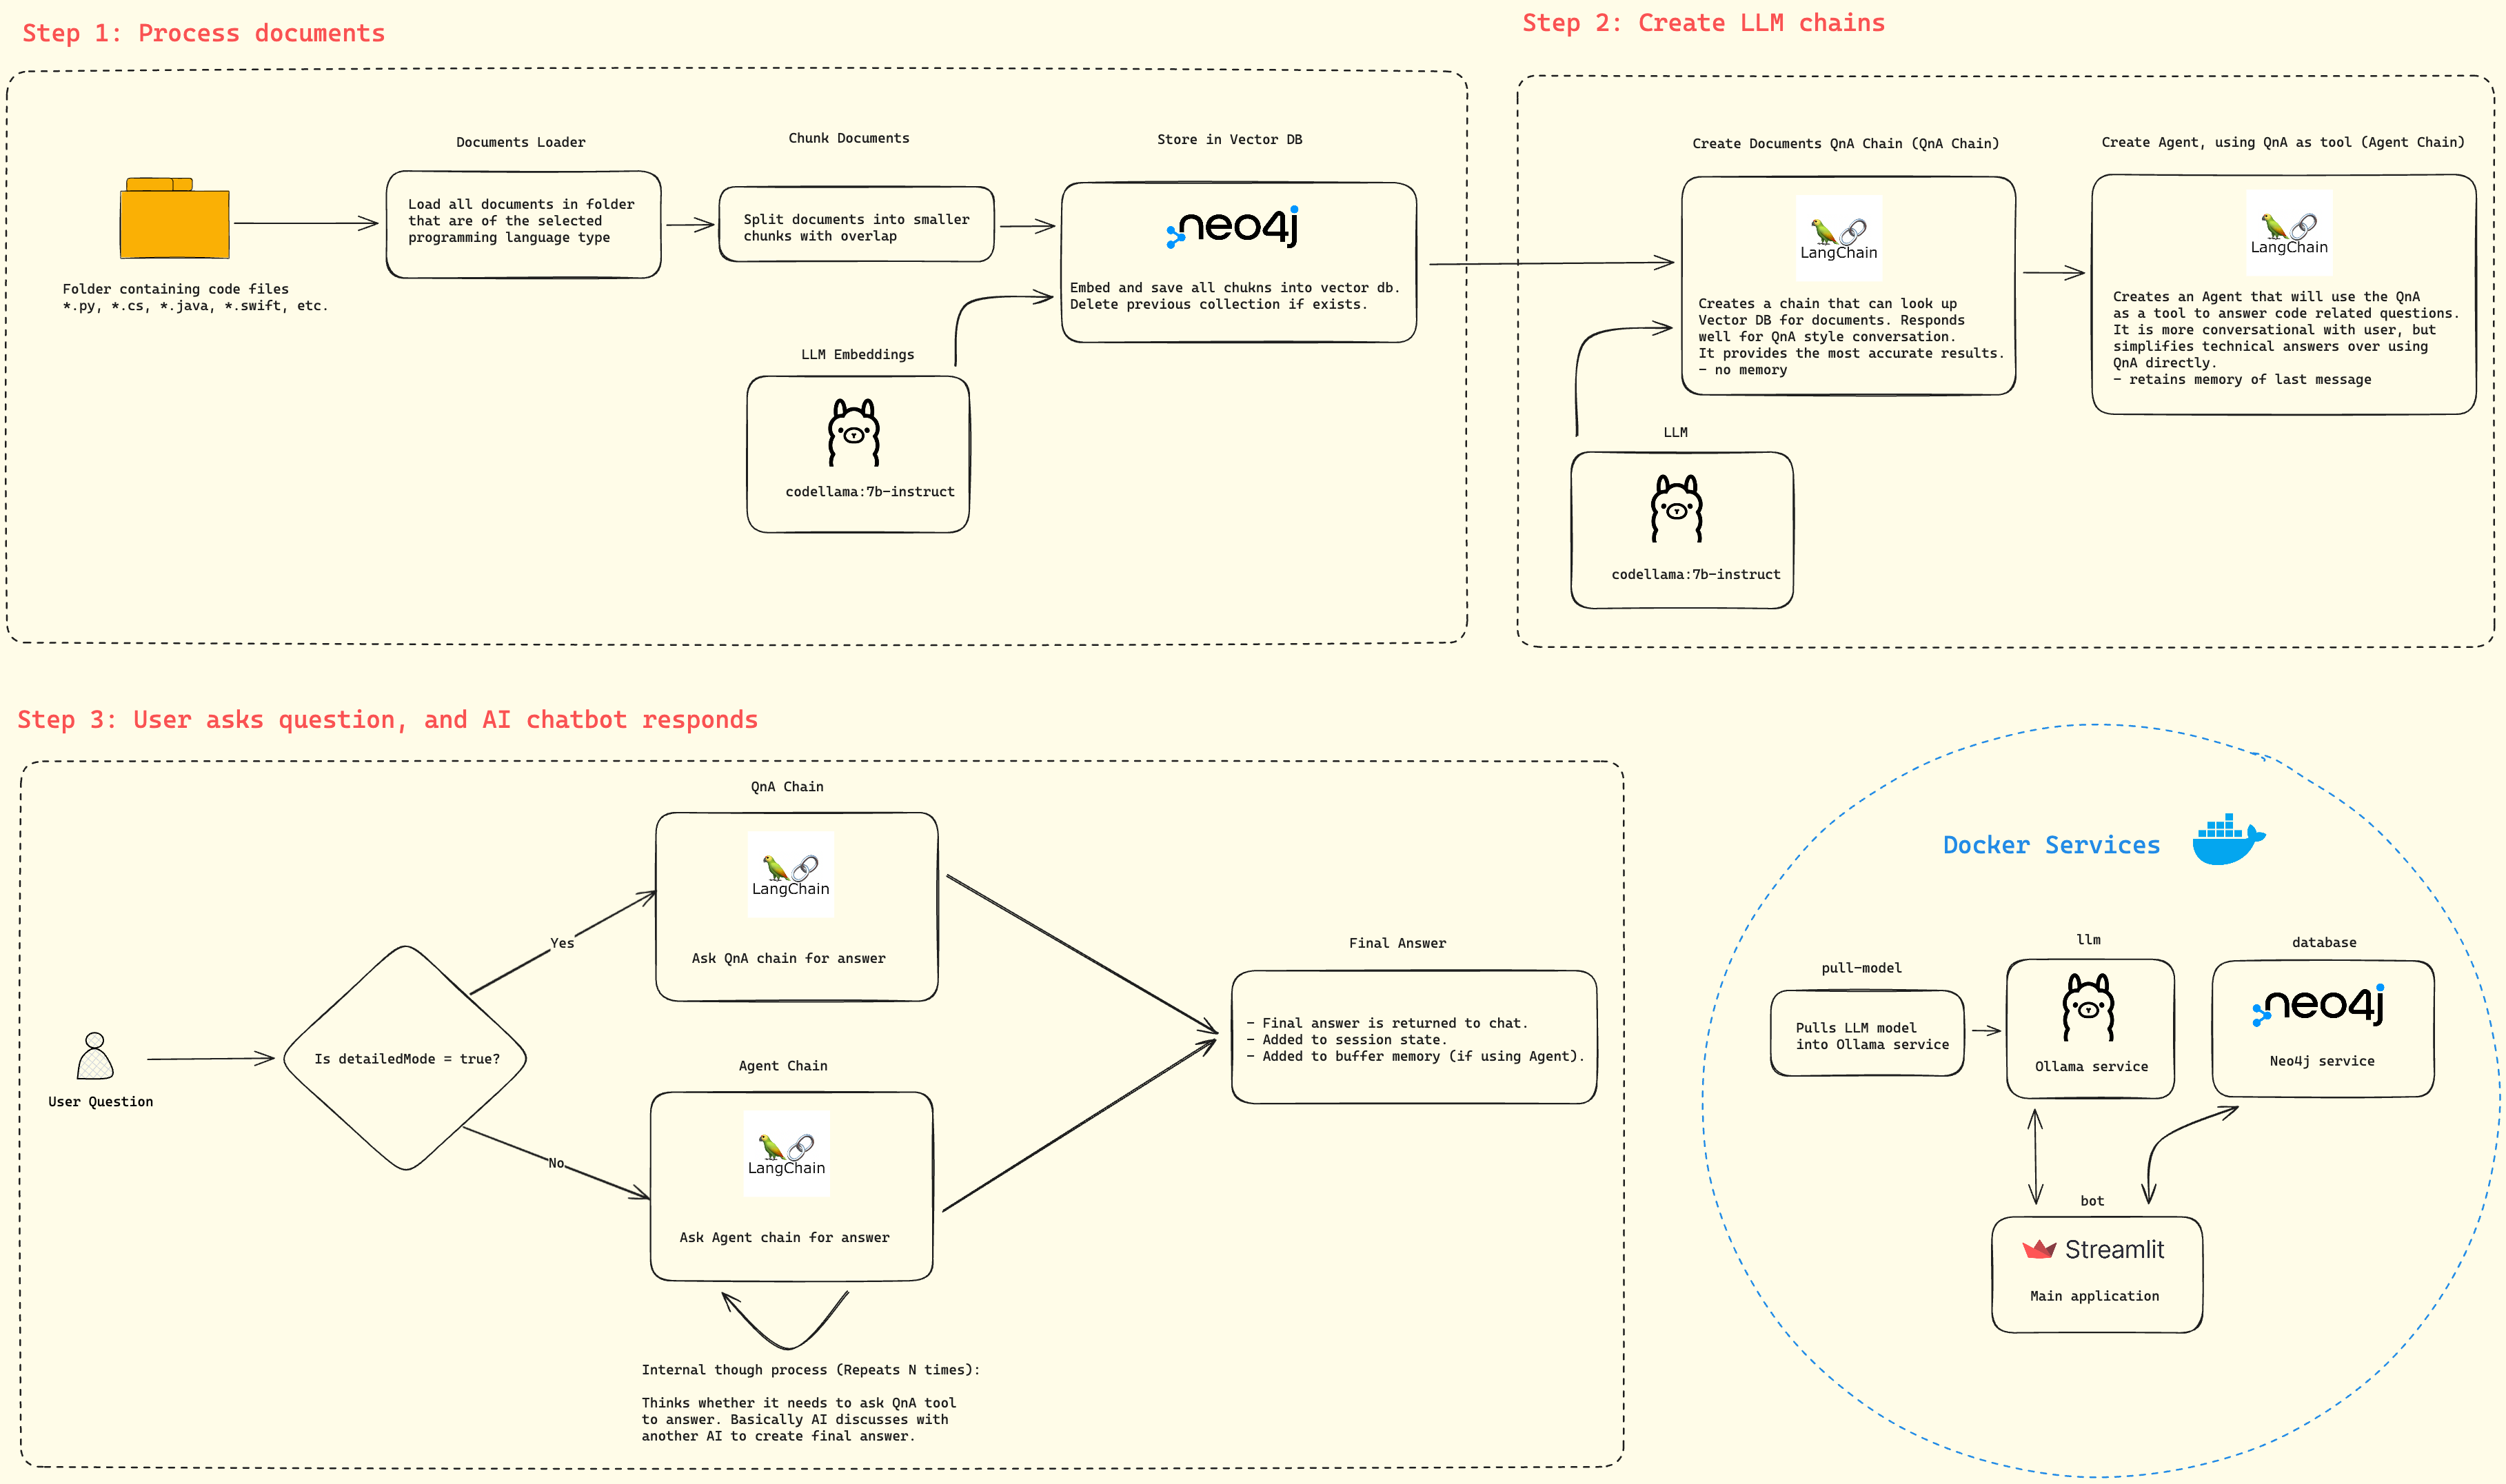 Step 1: Process documents
Documents Loader
Chunk Documents
Store in Vector DB
Load all documents in folder
that are of the selected
programming language type
Split documents into smaller
chunks with overlap
neo4j
Embed and save all chukns into vector db.
Delete previous collection if exists.
Folder containing code files
*.py, *.cs, *.java, *.swift, etc.
LLM Embeddings
codellama:7b-instruct
Step 2: Create LLM chains
Create Documents QnA Chain (QnA Chain)
Create Agent, using QnA as tool (Agent Chain)
LangChain
Creates a chain that can look up
Vector DB for documents. Responds
well for QnA style conversation.
It provides the most accurate results.
- no memory
LangChain
Creates an Agent that will use the QnA
as a tool to answer code related questions.
It is more conversational with user, but
simplifies technical answers over using
QnA directly.
- retains memory of last message
LLM
codellama:7b-instruct
Step 3: User asks question, and AI chatbot responds
User Question
Is detailedMode = true?
Yes
No
QnA Chain
LangChain
Ask QnA chain for answer
Agent Chain
LangChain
Ask Agent chain for answer
Internal though process (Repeats N times):
Thinks whether it needs to ask QnA tool
to answer. Basically AI discusses with
another AI to create final answer.
Final Answer
- Final answer is returned to chat.
- Added to session state.
- Added to buffer memory (if using Agent).
Docker Services
pull-model
Pulls LLM model
into Ollama service
llm
Ollama service
database
neo4j
Neo4j service
bot
Streamlit
Main application